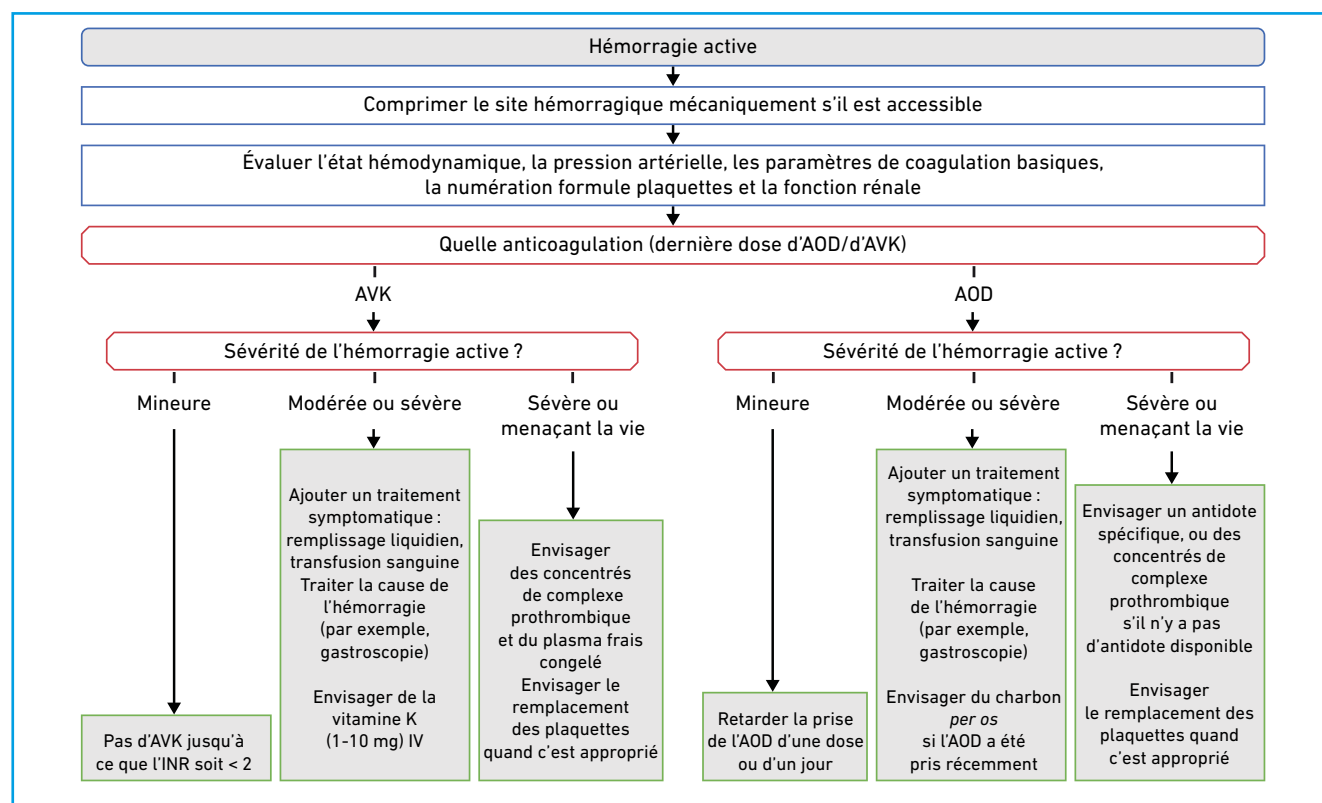 Hémorragie active
Comprimer le site hémorragique mécaniquement s’il est accessible
Évaluer l’état hémodynamique, la pression artérielle, les paramètres de coagulation basiques,
la numération formule plaquettes et la fonction rénale
Quelle anticoagulation (dernière dose d’AOD/d’AVK)
AVK
Sévérité de l’hémorragie active ?
Mineure
Pas d’AVK jusqu’à
ce que l’INR soit < 2
Modérée ou sévère
Ajouter un traitement
symptomatique :
remplissage liquidien,
transfusion sanguine
Traiter la cause de
l’hémorragie
(par exemple,
gastroscopie)
Envisager de la
vitamine K
(1-10 mg) IV
Sévère ou
menaçant la vie
Envisager
des concentrés
de complexe
prothrombique
et du plasma frais
congelé
Envisager le
remplacement
des plaquettes
quand c’est approprié
AOD
Sévérité de l’hémorragie active ?
Mineure
Retarder la prise
de l’AOD d’une dose
ou d’un jour
Modérée ou sévère
Ajouter un traitement
symptomatique :
remplissage liquidien,
transfusion sanguine
Traiter la cause
de l’hémorragie
(par exemple,
gastroscopie)
Envisager du charbon
per os
si l’AOD a été
pris récemment
Sévère ou
menaçant la vie
Envisager un antidote
spécifique, ou des
concentrés de
complexe
prothrombique
s’il n’y a pas
d’antidote disponible
Envisager
le remplacement des
plaquettes quand
c’est approprié